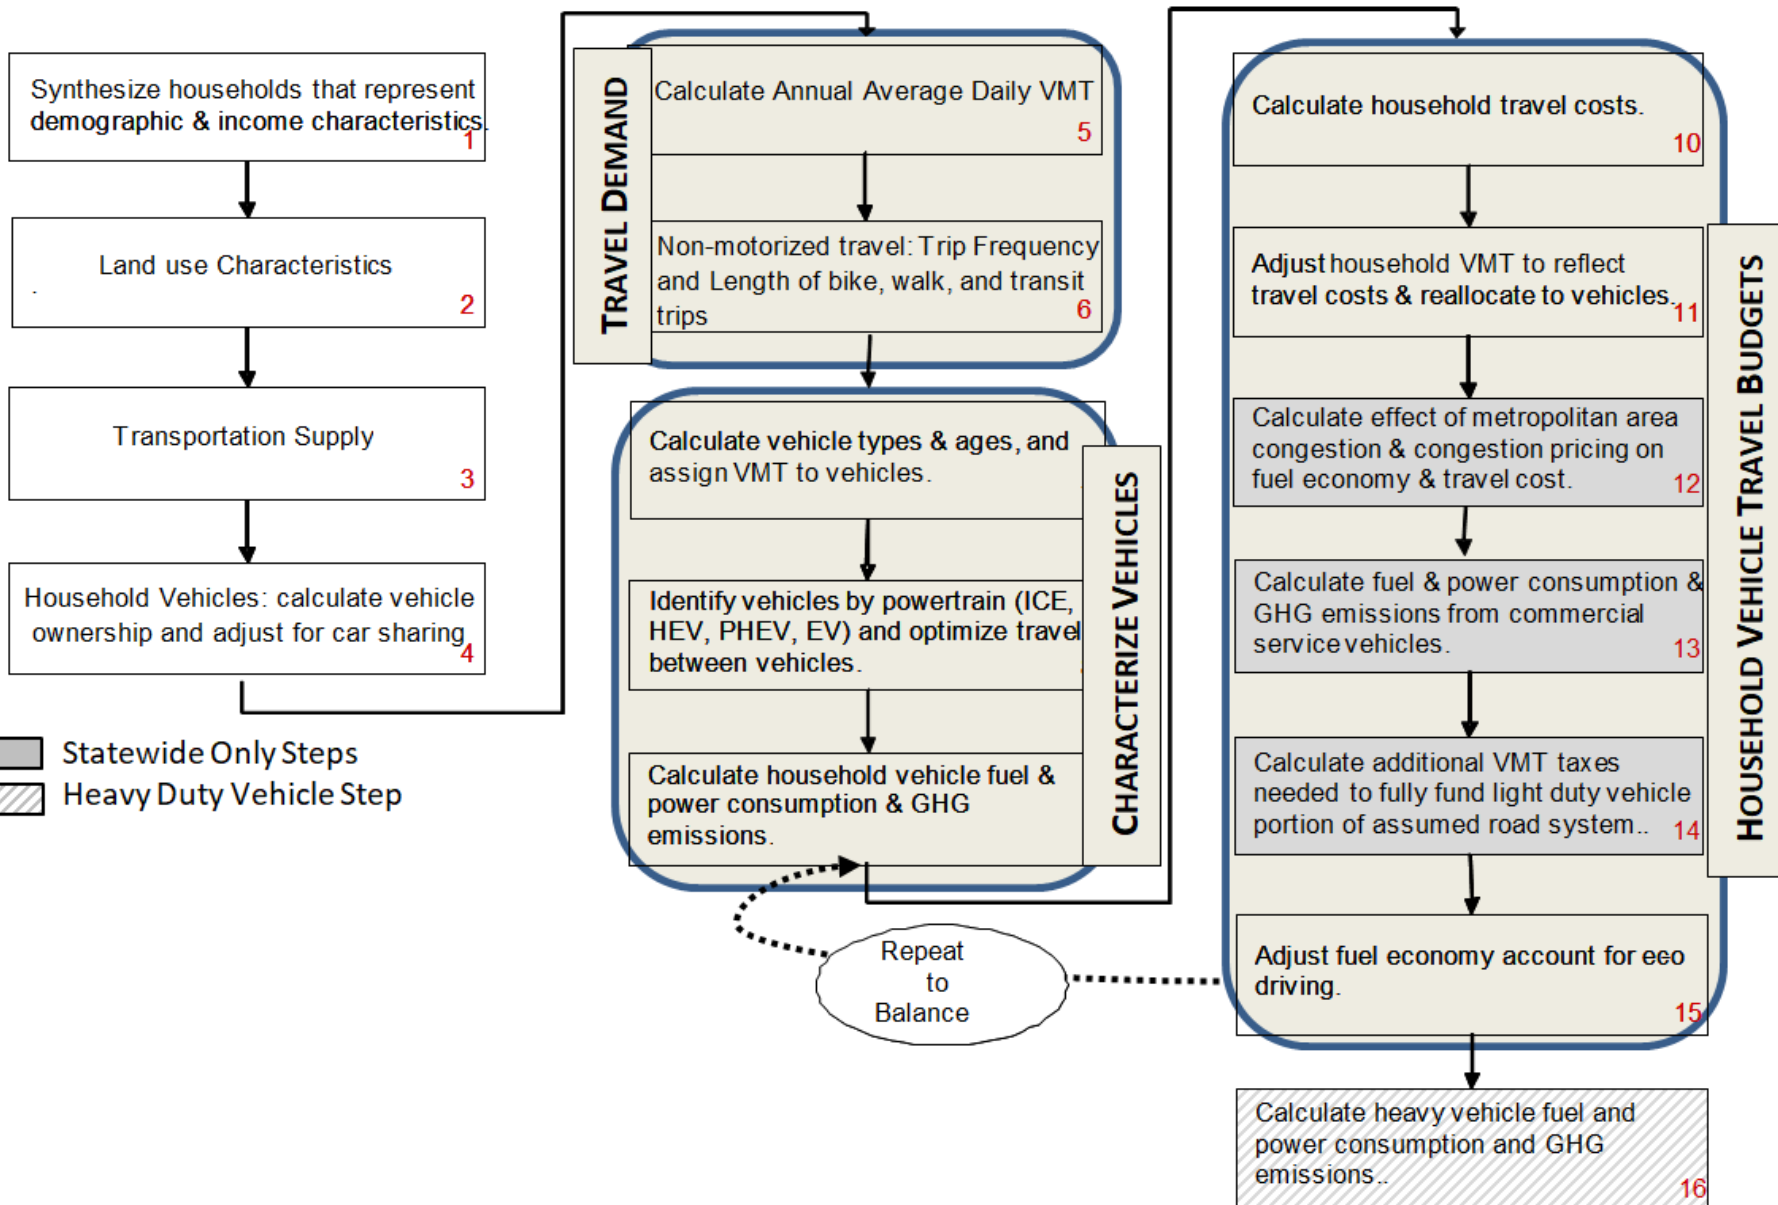 Synthesize households that represent
demographic & income characteristics.
1
Land use Characteristics
.
2
Transportation Supply
3
Household Vehicles: calculate vehicle
ownership and adjust for car sharing
4
Statewide Only Steps
Heavy Duty Vehicle Step
TRAVEL DEMAND
Calculate Annual Average Daily VMT
5
Non-motorized travel: Trip Frequency
and Length of bike, walk, and transit
trips
6
CHARACTERIZE VEHICLES
Calculate vehicle types & ages, and
assign VMT to vehicles.
Identify vehicles by powertrain (ICE,
HEV, PHEV, EV) and optimize travel
between vehicles.
Calculate household vehicle fuel &
power consumption & GHG
emissions.
Repeat
to
Balance
HOUSEHOLD VEHICLE TRAVEL BUDGETS
Calculate household travel costs.
10
Adjust household VMT to reflect
travel costs & reallocate to vehicles.
11
Calculate effect of metropolitan area
congestion & congestion pricing on
fuel economy & travel cost.
12
Calculate fuel & power consumption &
GHG emissions from commercial
service vehicles.
13
Calculate additional VMT taxes
needed to fully fund light duty vehicle
portion of assumed road system..
14
Adjust fuel economy account for eco
driving.
15
Calculate heavy vehicle fuel and
power consumption and GHG
emissions..
16